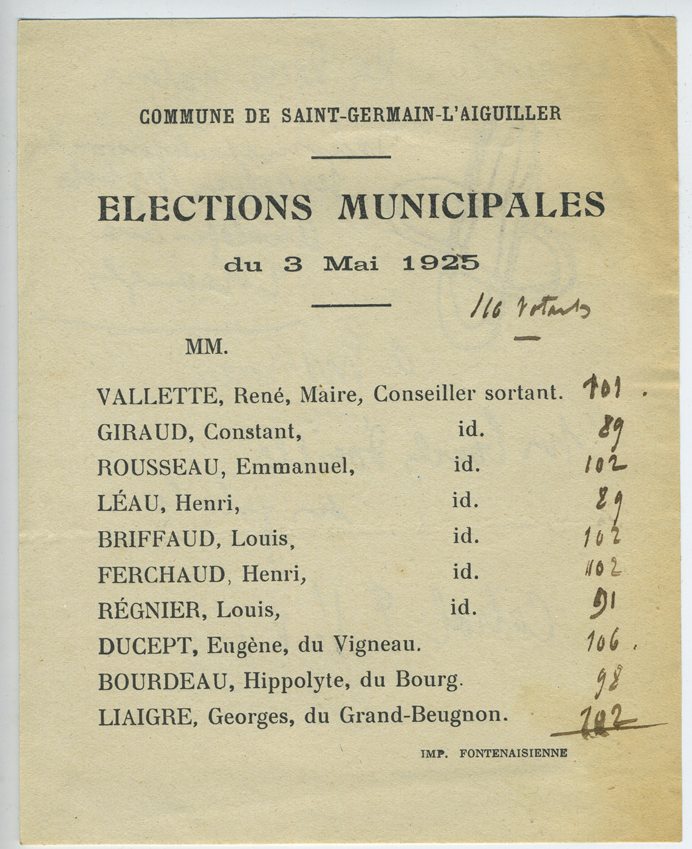 COMMUNE DE SAINT-GERMAIN-L'AIGUILLER
ELECTIONS MUNICIPALES
du 3 Mai 1925
116 Votants
MM.
VALLETTE, René, Maire, Conseiller sortant. 101.
GIRAUD, Constant, id. 89
ROUSSEAU, Emmanuel, id. 102
LÉAU, Henri, id. 89
BRIFFAUD, Louis, id. 102
FERCHAUD, Henri, id. 102
RÉGNIER, Louis, id. 91
DUCEPT, Eugène, du Vigneau. 106.
BOURDEAU, Hippolyte, du Bourg. 98
LIAIGRE, Georges, du Grand-Beugnon. 102
IMP. FONTENAISIENNE